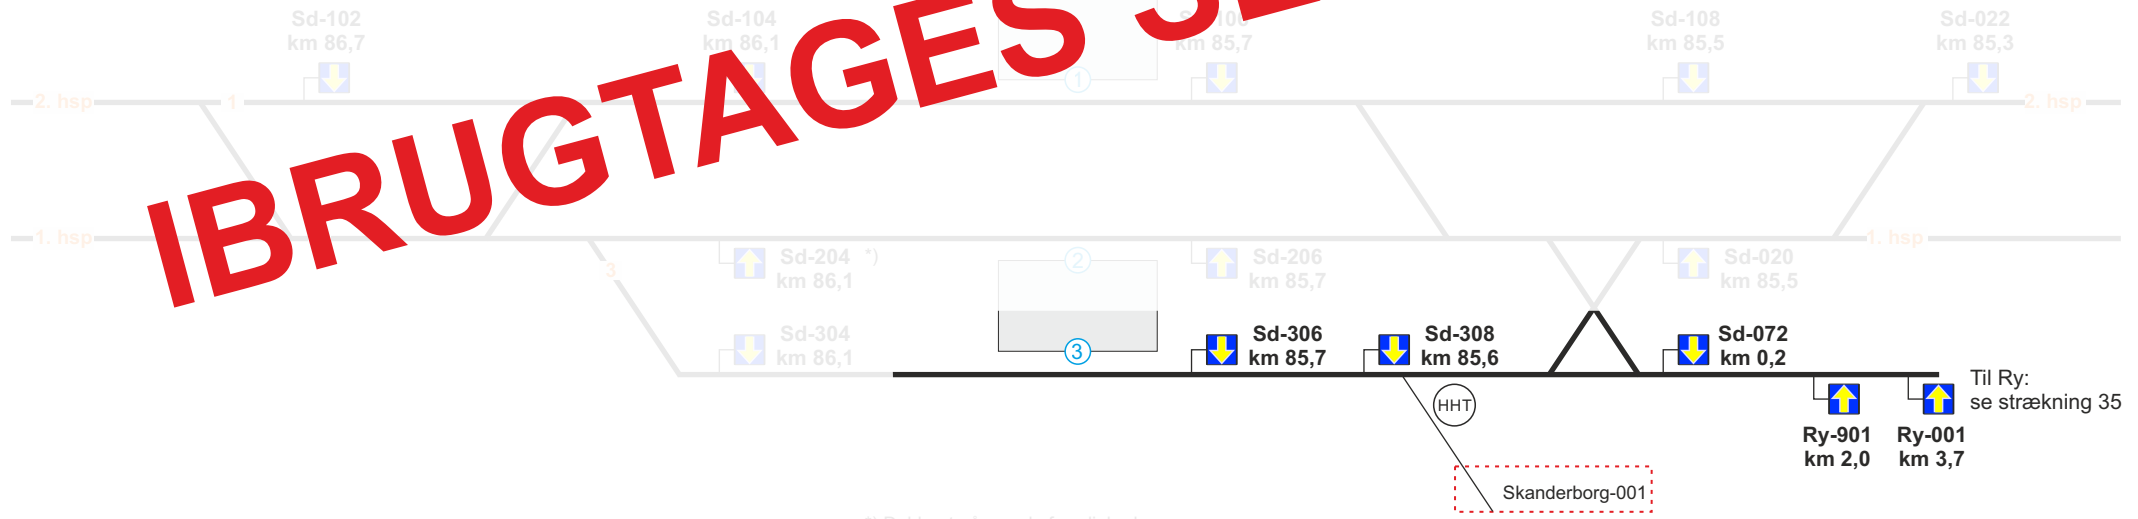 Sd-102
km 86,7
Sd-104
km 86,1
Sd-106
km 85,7
Sd-108
km 85,5
Sd-022
km 85,3
1
2. hsp
1
2. hsp
IBRUGTAGES
1. hsp
1. hsp
3
Sd-204 *)
km 86,1
2
Sd-206
km 85,7
Sd-020
km 85,5
Sd-304
km 86,1
3
Sd-306
km 85,7
Sd-308
km 85,6
Sd-072
km 0,2
Til Ry:
se strækning 35
HHT
Ry-901
km 2,0
Ry-001
km 3,7
Skanderborg-001